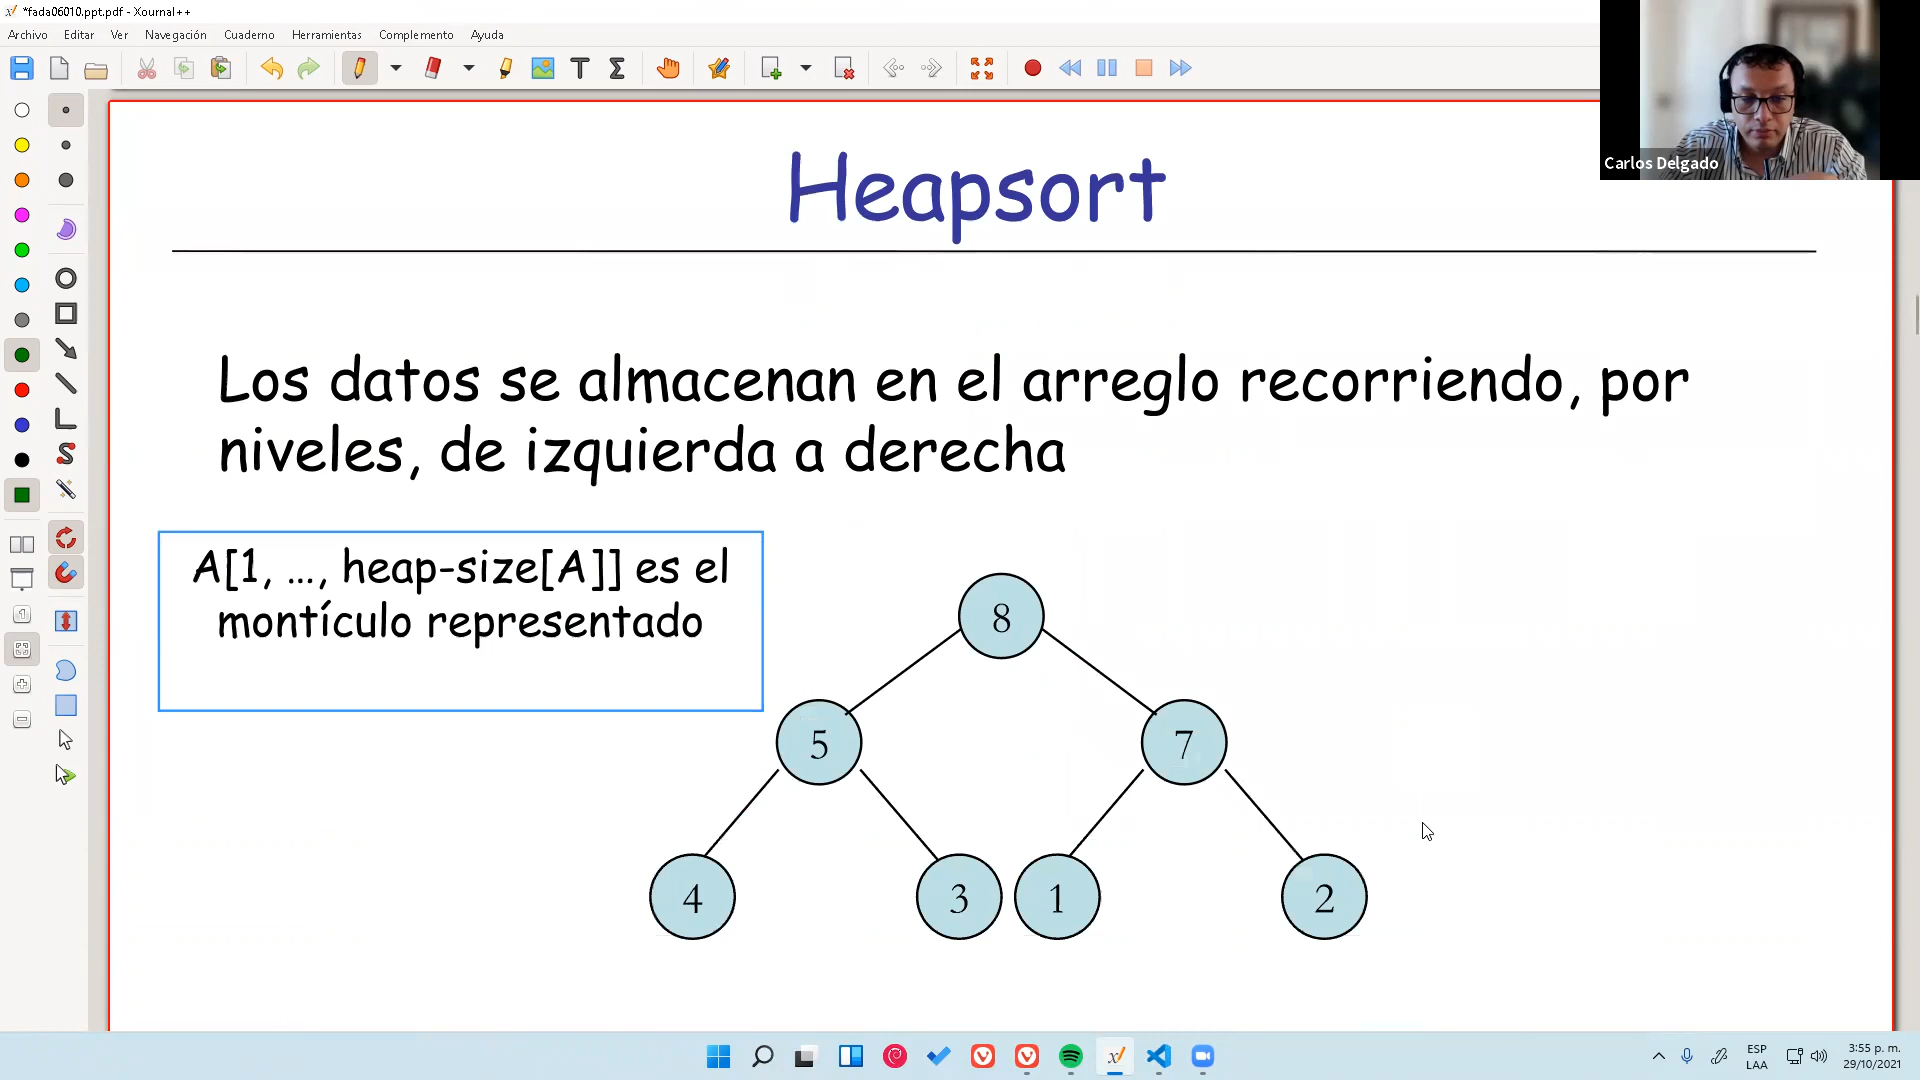 *fada06010.ppt.pdf - Xournal++
Archivo Editar Ver Navegación Cuaderno Herramientas Complemento Ayuda
Carlos Delgado
Heapsort
Los datos se almacenan en el arreglo recorriendo, por
niveles, de izquierda a derecha
A[1, ..., heap-size[A]] es el
montículo representado
8
5 7
4 3 1 2
ESP
LAA
3:55 p. m.
29/10/2021